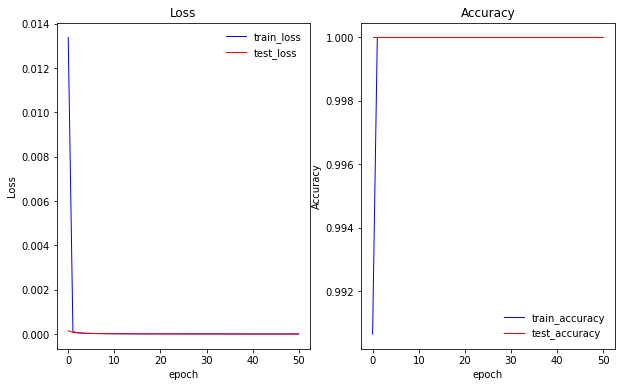 Loss
0.014
0.012
0.010
0.008
0.006
0.004
0.002
0.000
Loss
0
10
20
30
40
50
epoch
train_loss
test_loss
Accuracy
1.000
0.998
0.996
0.994
0.992
Accuracy
0
10
20
30
40
50
epoch
train_accuracy
test_accuracy